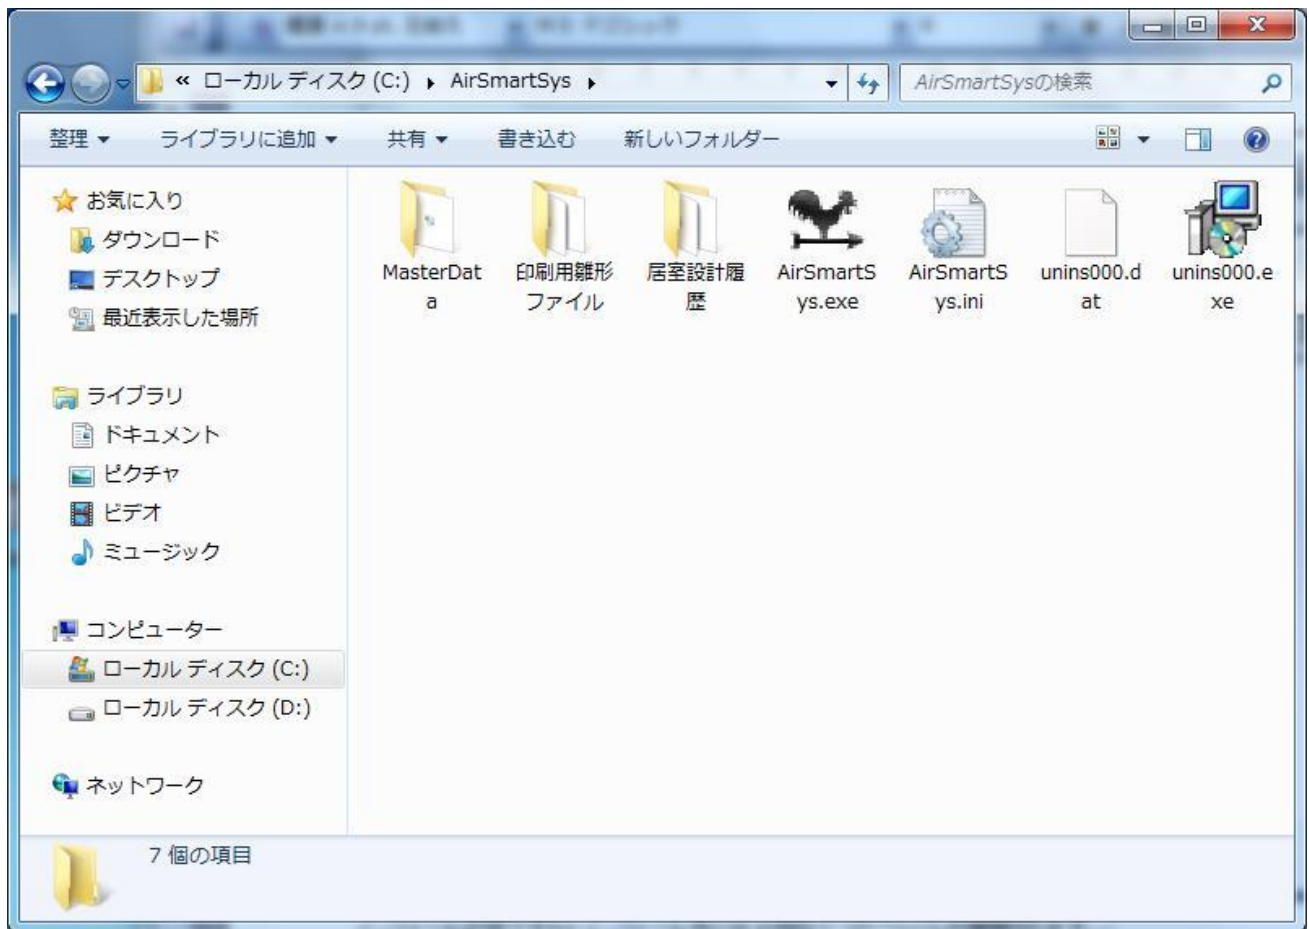 « ローカル ディスク (C:) ▸ AirSmartSys ▸
AirSmartSysの検索
整理 ライブラリに追加 共有 書き込む 新しいフォルダー
お気に入り
ダウンロード
デスクトップ
最近表示した場所
ライブラリ
ドキュメント
ピクチャ
ビデオ
ミュージック
コンピューター
ローカル ディスク (C:)
ローカル ディスク (D:)
ネットワーク
MasterDat
a
印刷用雛形
ファイル
居室設計履
歴
AirSmartS
ys.exe
AirSmartS
ys.ini
unins000.d
at
unins000.e
xe
7 個の項目